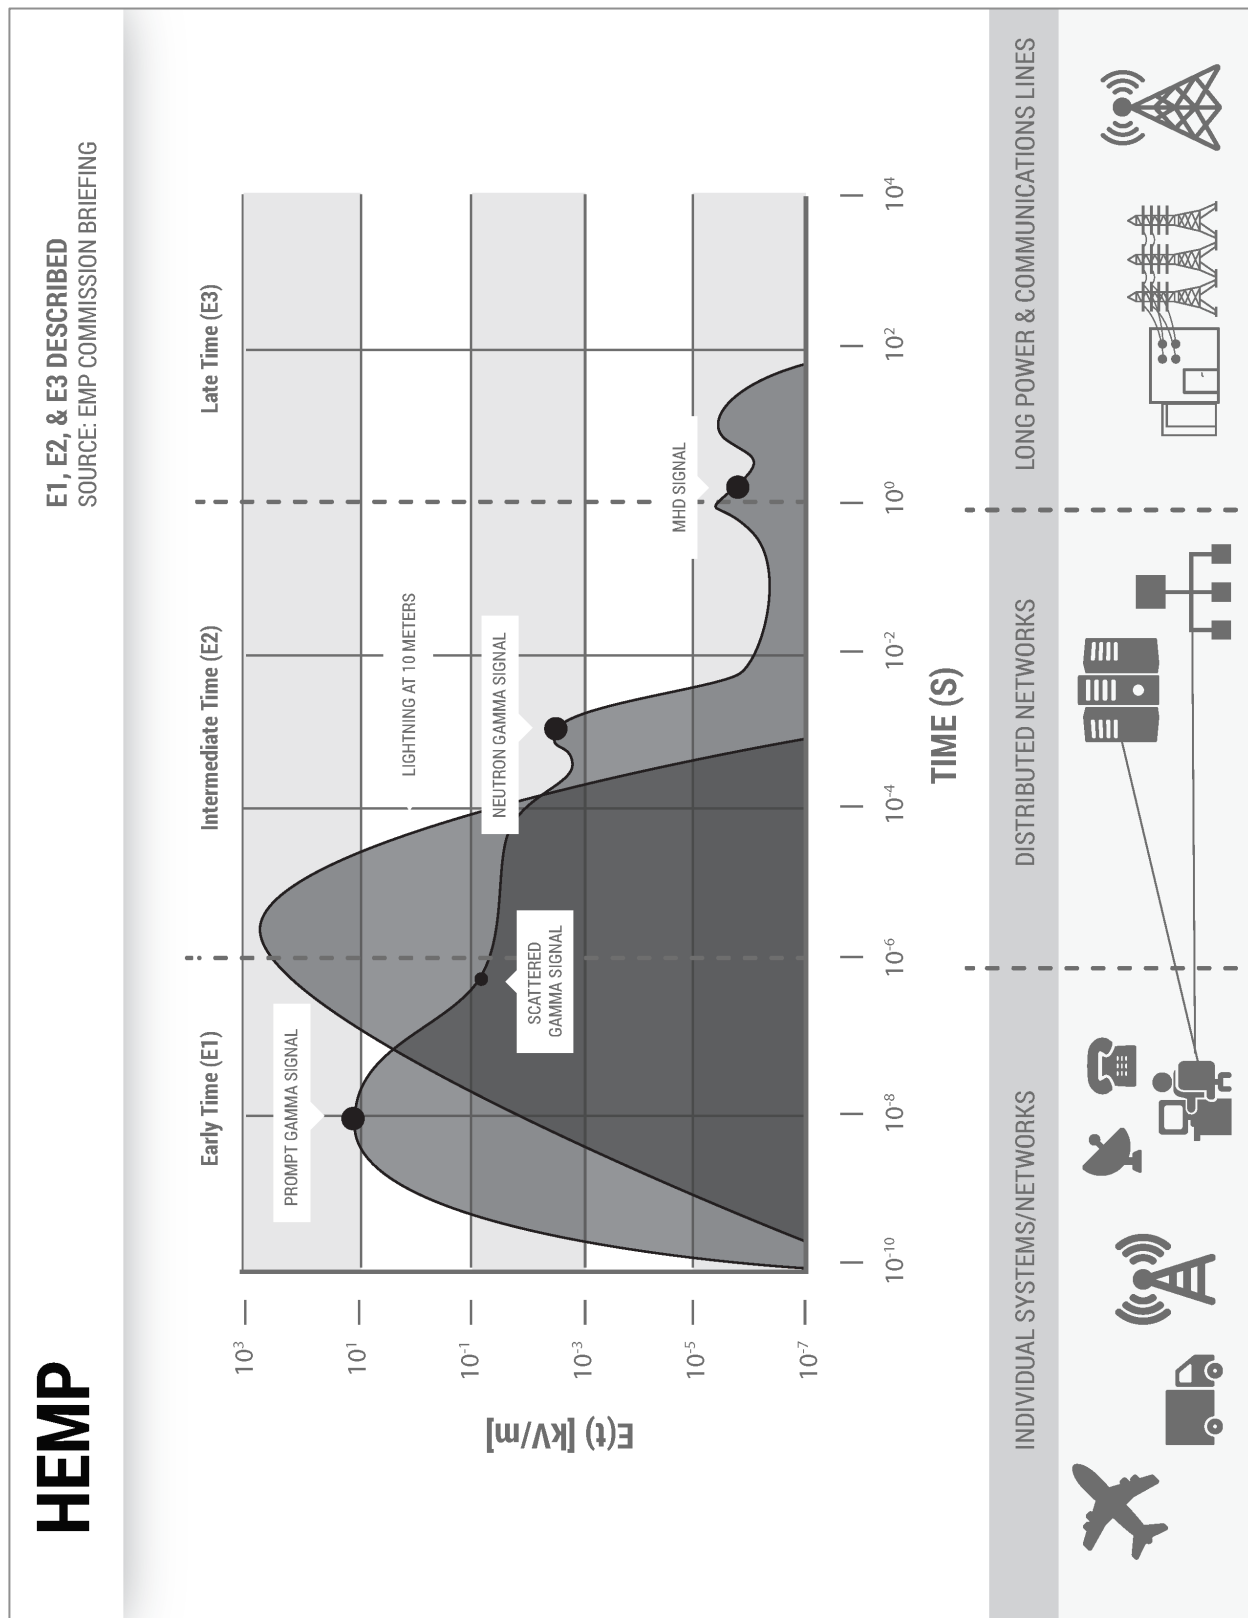 HEMP
E1, E2, & E3 DESCRIBED
SOURCE: EMP COMMISSION BRIEFING
Early Time (E1)
Intermediate Time (E2)
Late Time (E3)
PROMPT GAMMA SIGNAL
LIGHTNING AT 10 METERS
NEUTRON GAMMA SIGNAL
SCATTERED
GAMMA SIGNAL
MHD SIGNAL
E(t) [kV/m]
10³
10¹
10⁻¹
10⁻³
10⁻⁵
10⁻⁷
10⁻¹⁰
10⁻⁸
10⁻⁶
10⁻⁴
10⁻²
10⁰
10²
10⁴
TIME (S)
INDIVIDUAL SYSTEMS/NETWORKS
DISTRIBUTED NETWORKS
LONG POWER & COMMUNICATIONS LINES